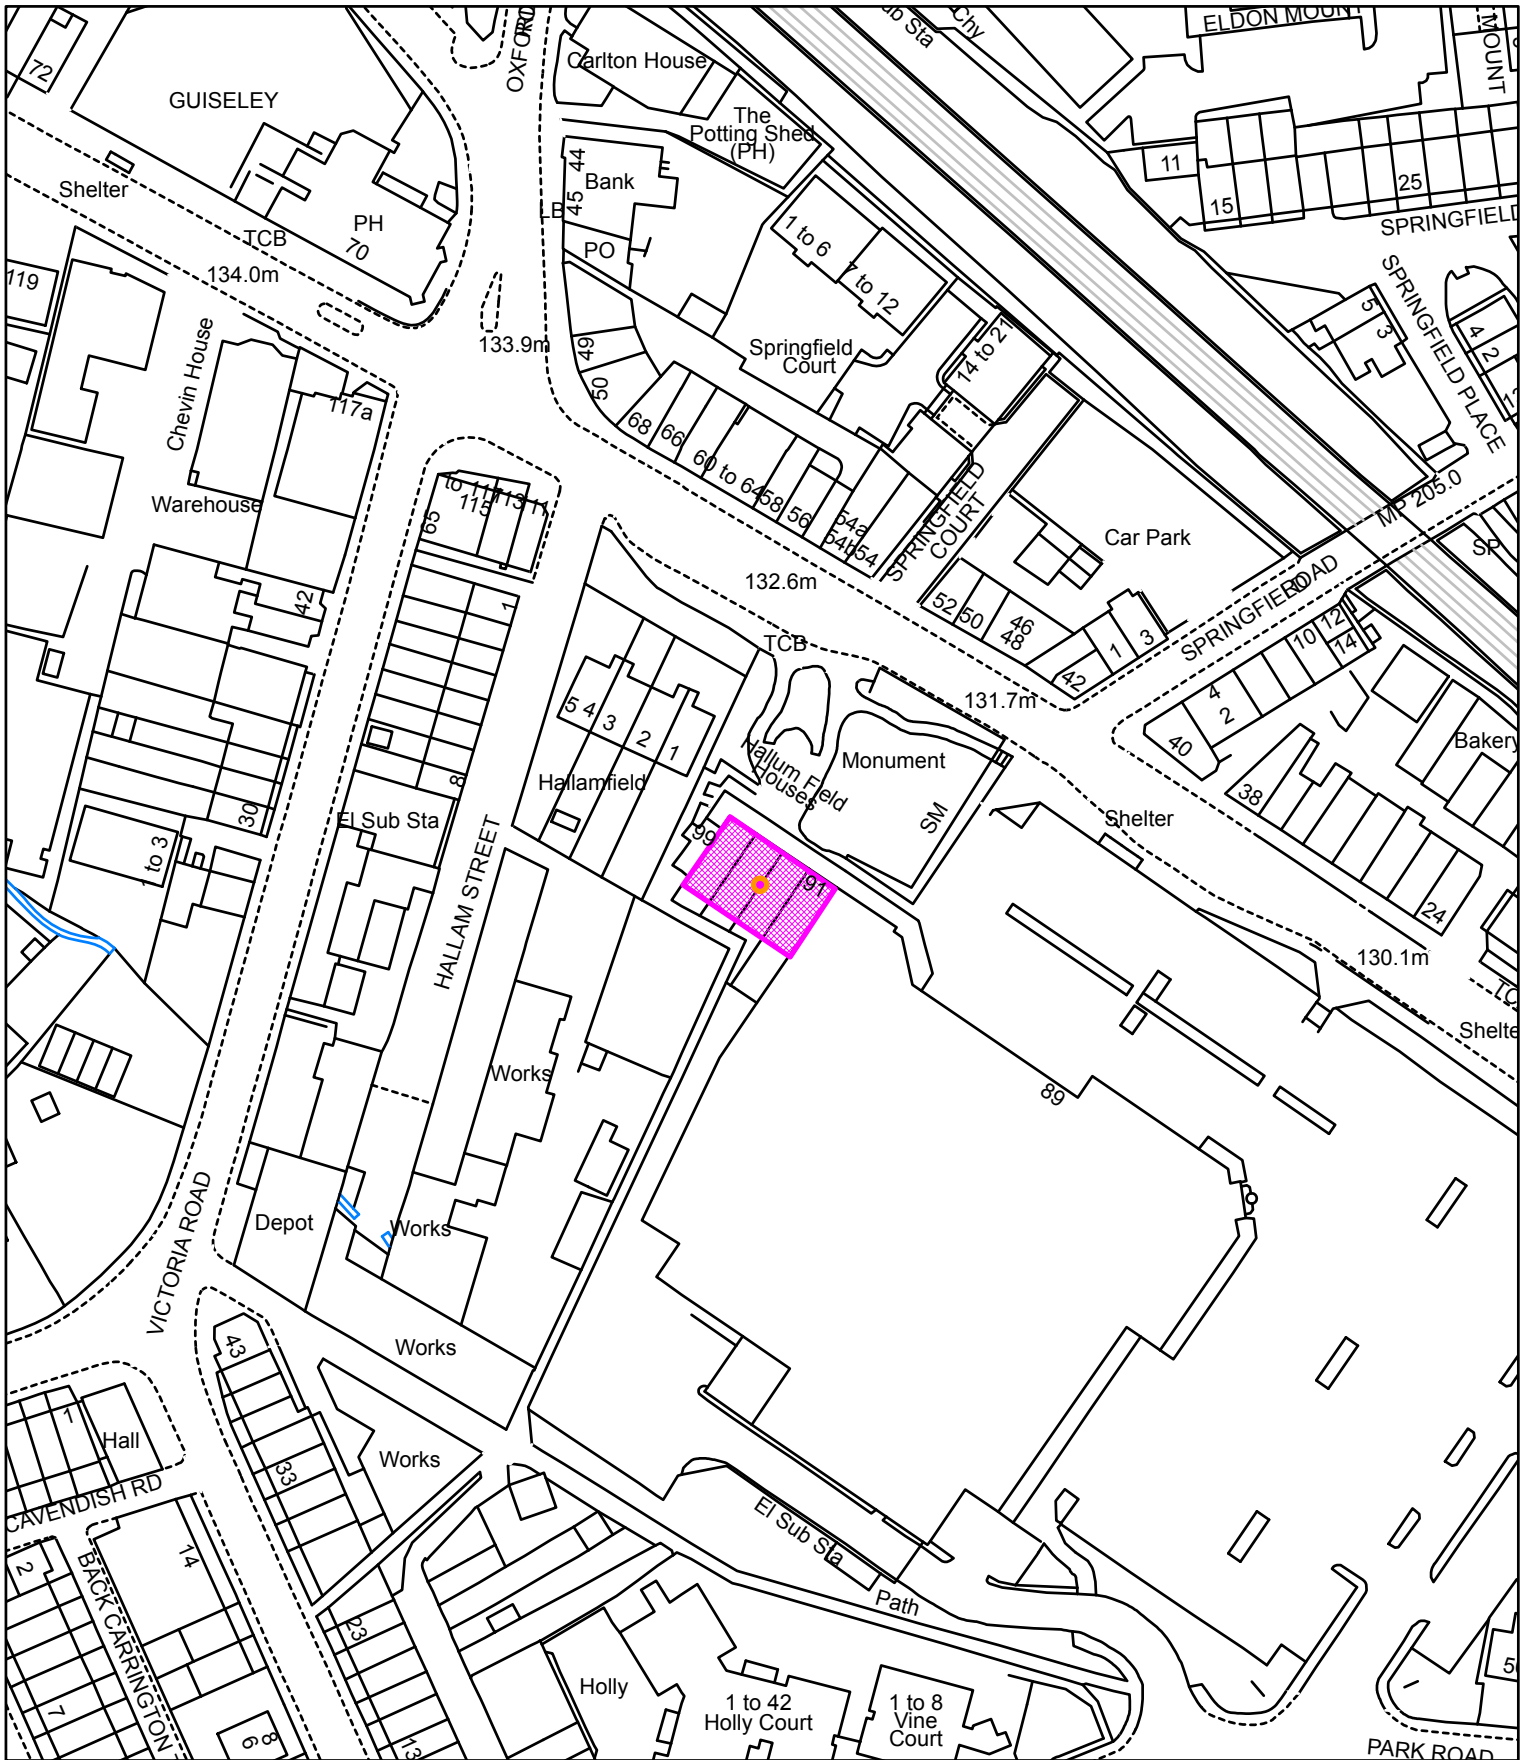 72
GUISELEY
OXFORD
Carlton House
The
Potting Shed
(PH)
ub Sta
Chy
ELDON MOUNT
MOUNT
Shelter
PH
70
TCB
134.0m
LB
44
45
Bank
PO
1 to 6
7 to 12
14 to 21
Springfield
Court
11
15
25
SPRINGFIELD
SPRINGFIELD PLACE
5
3
4
2
119
Chevin House
117a
133.9m
49
50
68
66
60 to 64
58
56
54a
54b
54
SPRINGFIELD
COURT
Car Park
MP 205.0
SP
Warehouse
to 117
115
113
111
65
132.6m
52
50
46
48
42
1
3
SPRINGFIELD ROAD
10
12
14
4
2
40
38
Bakery
42
1
8
TCB
131.7m
5
4
3
2
1
Hallamfield
Hallum Field
Houses
Monument
SM
Shelter
30
1 to 3
El Sub Sta
HALLAM STREET
99
91
24
130.1m
TC
Shelte
89
Works
VICTORIA ROAD
Depot
Works
Works
43
1
Hall
33
Works
CAVENDISH RD
14
2
BACK CARRINGTON
7
8
6
23
13
El Sub Sta
Path
Holly
1 to 42
Holly Court
1 to 8
Vine
Court
PARK ROAD